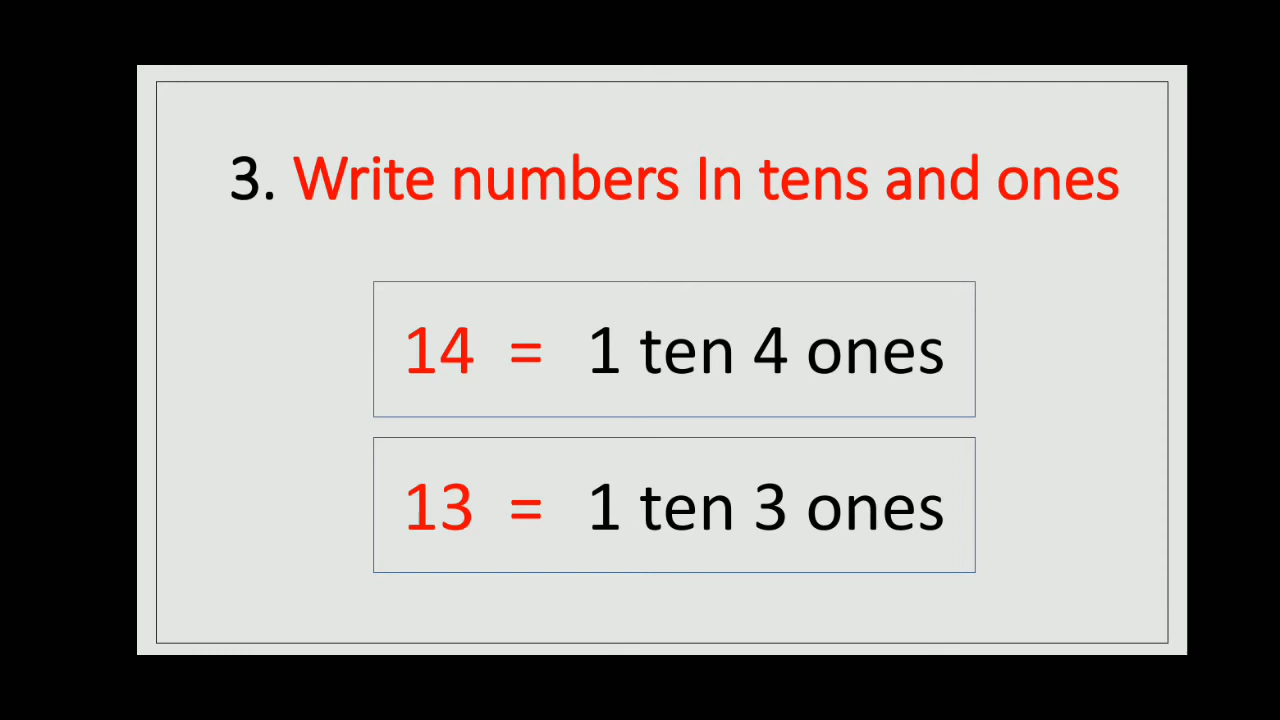 3. Write numbers In tens and ones
14 = 1 ten 4 ones
13 = 1 ten 3 ones